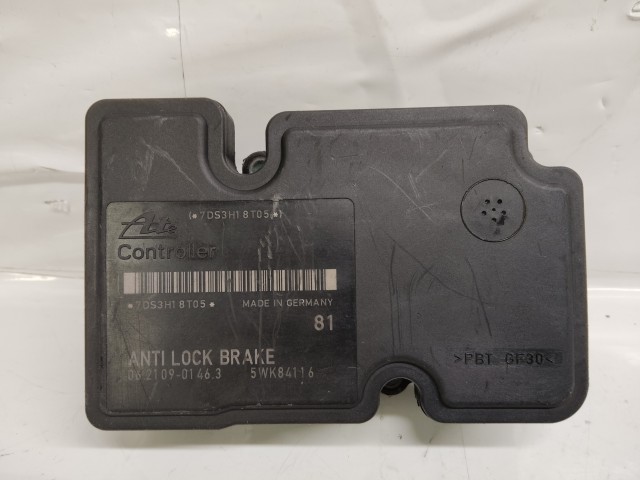 (*7DS3H18T05*)
Ate
Controller
*7DS3H18T05*
MADE IN GERMANY
81
ANTI LOCK BRAKE
06.2109-0146.3 5WK84116
>PBT GF30<